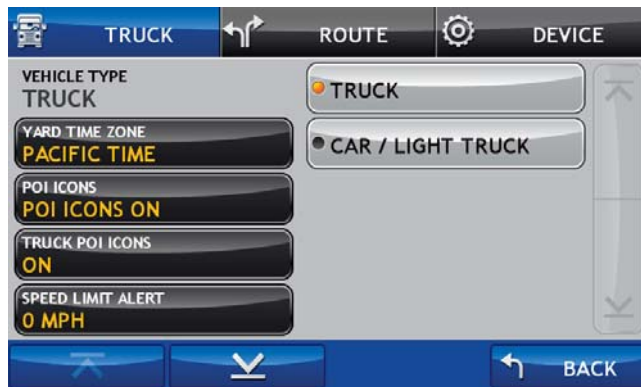 TRUCK
ROUTE
DEVICE
VEHICLE TYPE
TRUCK
YARD TIME ZONE
PACIFIC TIME
POI ICONS
POI ICONS ON
TRUCK POI ICONS
ON
SPEED LIMIT ALERT
0 MPH
TRUCK
CAR / LIGHT TRUCK
BACK